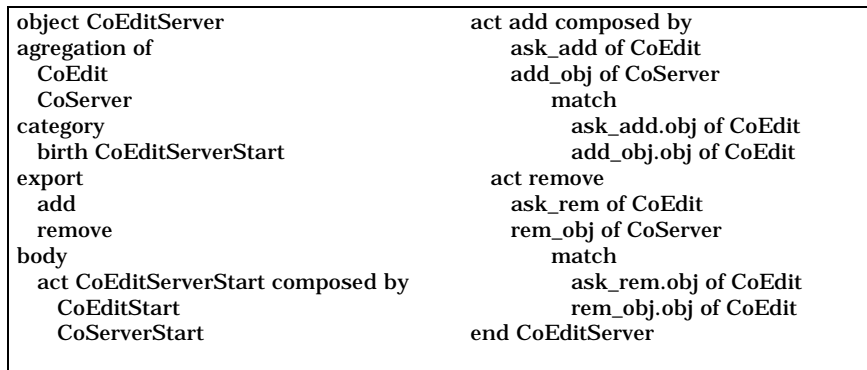 object CoEditServer
agregation of
CoEdit
CoServer
category
birth CoEditServerStart
export
add
remove
body
act CoEditServerStart composed by
CoEditStart
CoServerStart
act add composed by
ask_add of CoEdit
add_obj of CoServer
match
ask_add.obj of CoEdit
add_obj.obj of CoEdit
act remove
ask_rem of CoEdit
rem_obj of CoServer
match
ask_rem.obj of CoEdit
rem_obj.obj of CoEdit
end CoEditServer